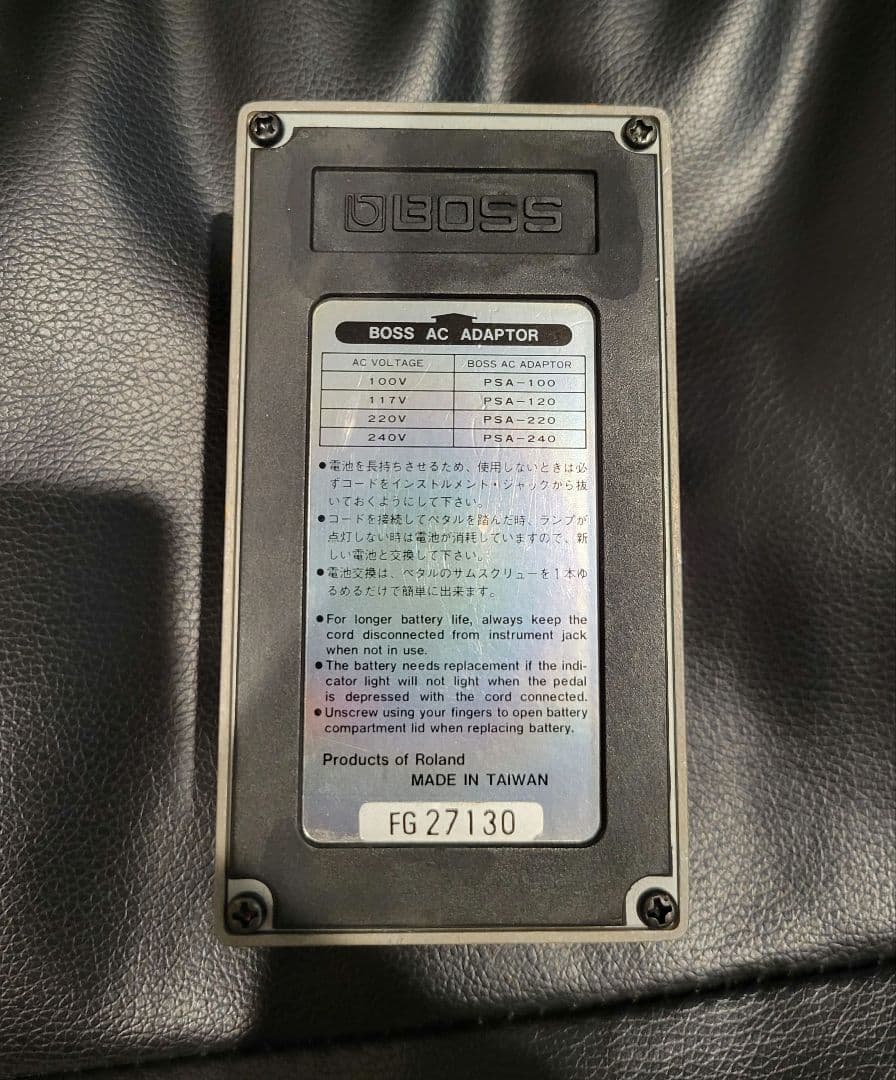 BOSS
BOSS AC ADAPTOR
AC VOLTAGE BOSS AC ADAPTOR
100V PSA-100
117V PSA-120
220V PSA-220
240V PSA-240
●電池を長持ちさせるため、使用しないときは必
ずコードをインストルメント・ジャックから抜
いておくようにして下さい。
●コードを接続してペタルを踏んだ時、ランプが
点灯しない時は電池が消耗していますので、新
しい電池と交換して下さい。
●電池交換は、ペタルのサムスクリューを1本ゆ
るめるだけで簡単に出来ます。
●For longer battery life, always keep the
cord disconnected from instrument jack
when not in use.
●The battery needs replacement if the indi-
cator light will not light when the pedal
is depressed with the cord connected.
●Unscrew using your fingers to open battery
compartment lid when replacing battery.
Products of Roland
MADE IN TAIWAN
FG 27130